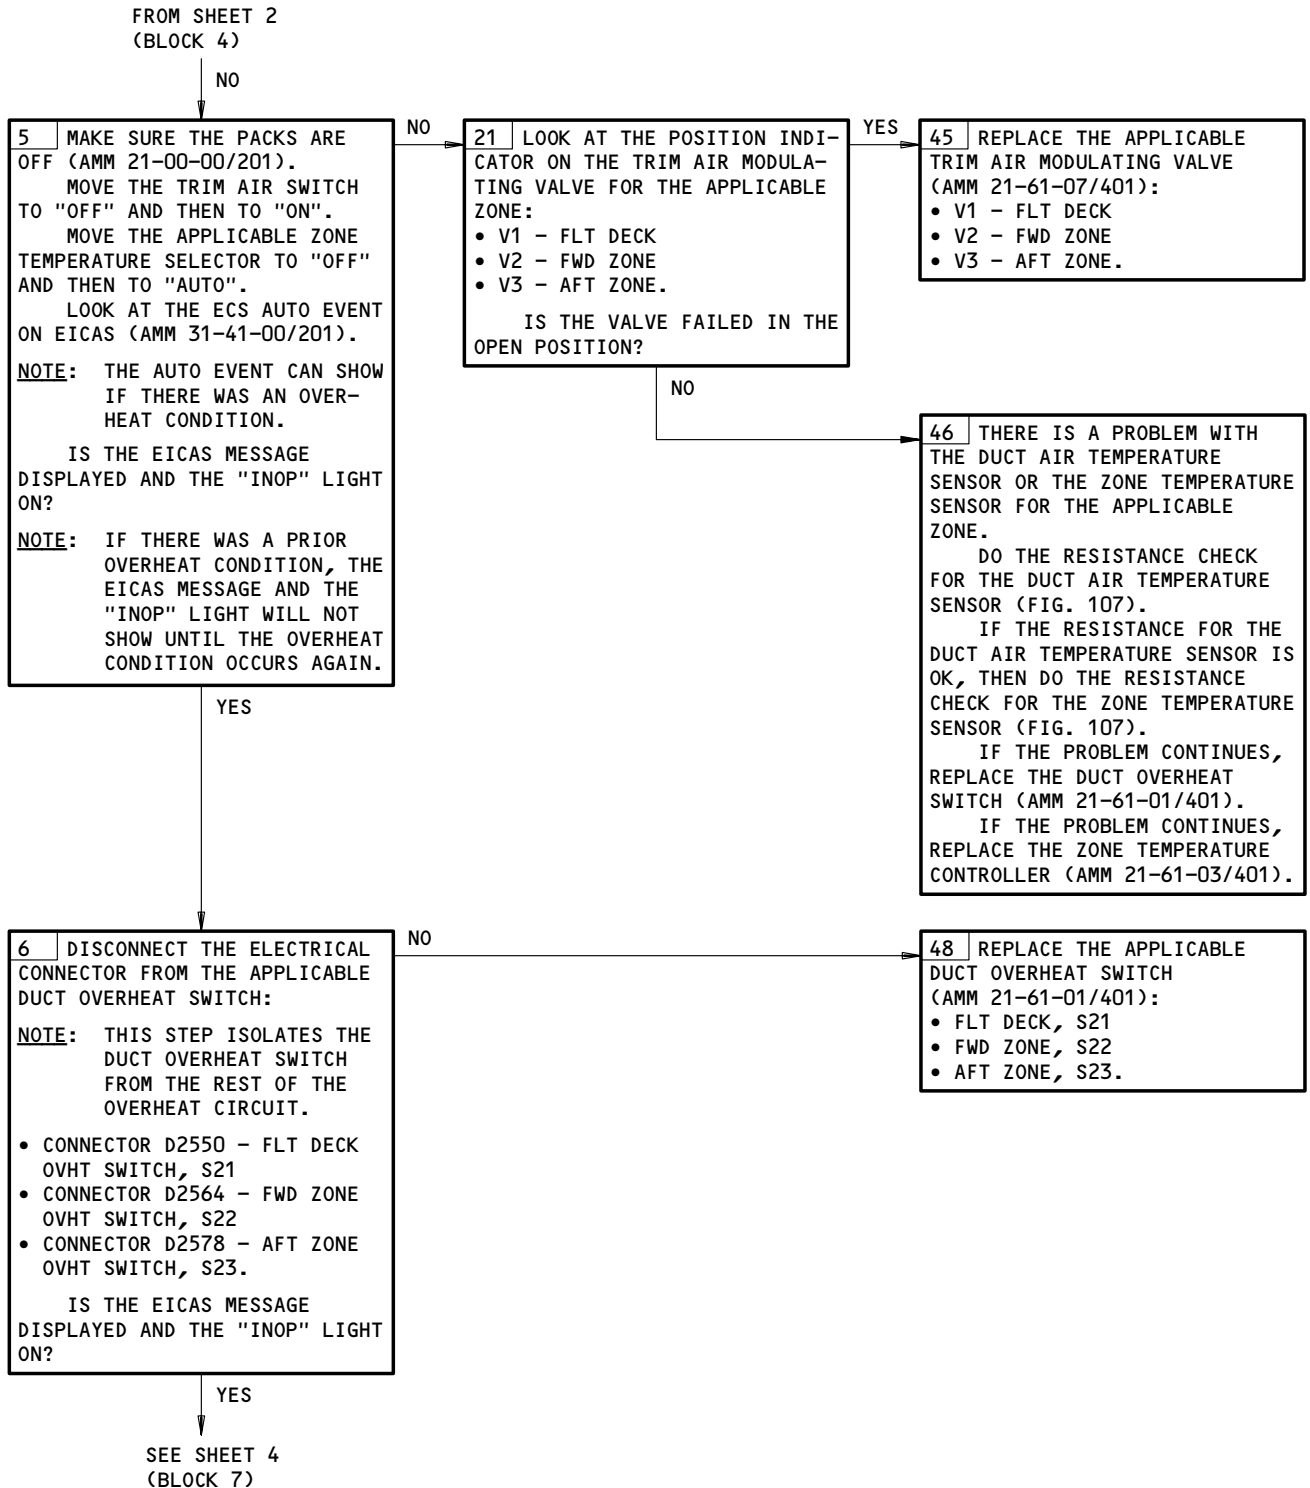 FROM SHEET 2
(BLOCK 4)
NO
5 MAKE SURE THE PACKS ARE
OFF (AMM 21-00-00/201).
MOVE THE TRIM AIR SWITCH
TO "OFF" AND THEN TO "ON".
MOVE THE APPLICABLE ZONE
TEMPERATURE SELECTOR TO "OFF"
AND THEN TO "AUTO".
LOOK AT THE ECS AUTO EVENT
ON EICAS (AMM 31-41-00/201).
NOTE: THE AUTO EVENT CAN SHOW
IF THERE WAS AN OVER-
HEAT CONDITION.
IS THE EICAS MESSAGE
DISPLAYED AND THE "INOP" LIGHT
ON?
NOTE: IF THERE WAS A PRIOR
OVERHEAT CONDITION, THE
EICAS MESSAGE AND THE
"INOP" LIGHT WILL NOT
SHOW UNTIL THE OVERHEAT
CONDITION OCCURS AGAIN.
NO
21 LOOK AT THE POSITION INDI-
CATOR ON THE TRIM AIR MODULA-
TING VALVE FOR THE APPLICABLE
ZONE:
• V1 - FLT DECK
• V2 - FWD ZONE
• V3 - AFT ZONE.
IS THE VALVE FAILED IN THE
OPEN POSITION?
YES
45 REPLACE THE APPLICABLE
TRIM AIR MODULATING VALVE
(AMM 21-61-07/401):
• V1 - FLT DECK
• V2 - FWD ZONE
• V3 - AFT ZONE.
NO
46 THERE IS A PROBLEM WITH
THE DUCT AIR TEMPERATURE
SENSOR OR THE ZONE TEMPERATURE
SENSOR FOR THE APPLICABLE
ZONE.
DO THE RESISTANCE CHECK
FOR THE DUCT AIR TEMPERATURE
SENSOR (FIG. 107).
IF THE RESISTANCE FOR THE
DUCT AIR TEMPERATURE SENSOR IS
OK, THEN DO THE RESISTANCE
CHECK FOR THE ZONE TEMPERATURE
SENSOR (FIG. 107).
IF THE PROBLEM CONTINUES,
REPLACE THE DUCT OVERHEAT
SWITCH (AMM 21-61-01/401).
IF THE PROBLEM CONTINUES,
REPLACE THE ZONE TEMPERATURE
CONTROLLER (AMM 21-61-03/401).
YES
6 DISCONNECT THE ELECTRICAL
CONNECTOR FROM THE APPLICABLE
DUCT OVERHEAT SWITCH:
NOTE: THIS STEP ISOLATES THE
DUCT OVERHEAT SWITCH
FROM THE REST OF THE
OVERHEAT CIRCUIT.
• CONNECTOR D2550 - FLT DECK
OVHT SWITCH, S21
• CONNECTOR D2564 - FWD ZONE
OVHT SWITCH, S22
• CONNECTOR D2578 - AFT ZONE
OVHT SWITCH, S23.
IS THE EICAS MESSAGE
DISPLAYED AND THE "INOP" LIGHT
ON?
NO
48 REPLACE THE APPLICABLE
DUCT OVERHEAT SWITCH
(AMM 21-61-01/401):
• FLT DECK, S21
• FWD ZONE, S22
• AFT ZONE, S23.
YES
SEE SHEET 4
(BLOCK 7)